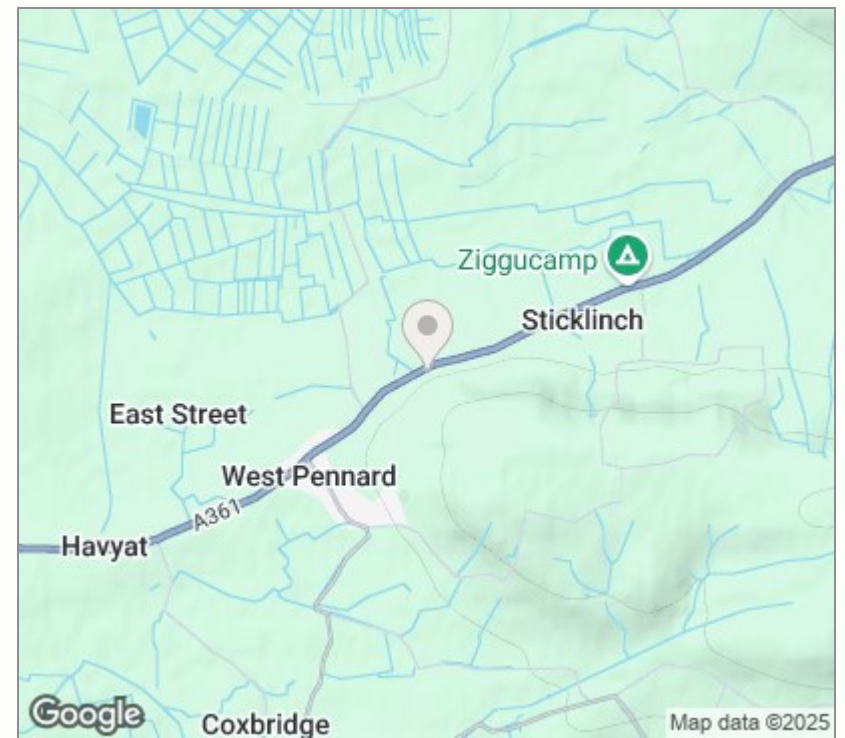 Ziggucamp
Sticklinch
East Street
West Pennard
A361
Havyat
Coxbridge
Google
Map data ©2025